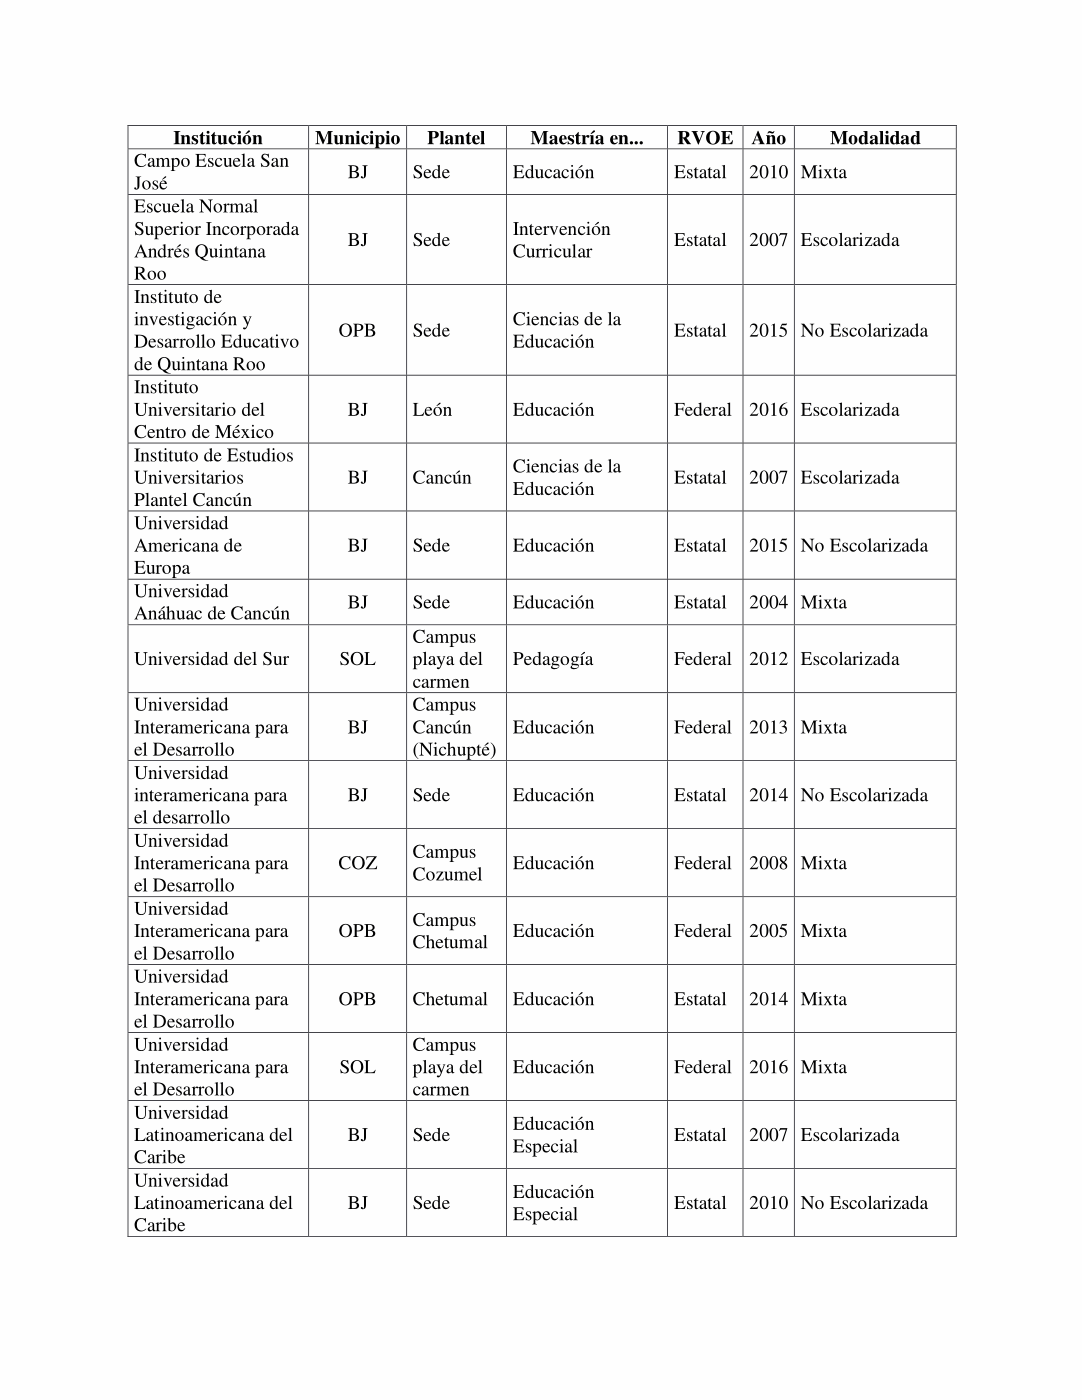 Institución Municipio Plantel Maestría en... RVOE Año Modalidad
Campo Escuela San
José
BJ Sede Educación Estatal 2010 Mixta
Escuela Normal
Superior Incorporada
Andrés Quintana
Roo
BJ Sede
Intervención
Curricular
Estatal 2007 Escolarizada
Instituto de
investigación y
Desarrollo Educativo
de Quintana Roo
OPB Sede
Ciencias de la
Educación
Estatal 2015 No Escolarizada
Instituto
Universitario del
Centro de México
BJ León Educación Federal 2016 Escolarizada
Instituto de Estudios
Universitarios
Plantel Cancún
BJ Cancún
Ciencias de la
Educación
Estatal 2007 Escolarizada
Universidad
Americana de
Europa
BJ Sede Educación Estatal 2015 No Escolarizada
Universidad
Anáhuac de Cancún
BJ Sede Educación Estatal 2004 Mixta
Universidad del Sur SOL
Campus
playa del
carmen
Pedagogía Federal 2012 Escolarizada
Universidad
Interamericana para
el Desarrollo
BJ
Campus
Cancún
(Nichupté)
Educación Federal 2013 Mixta
Universidad
interamericana para
el desarrollo
BJ Sede Educación Estatal 2014 No Escolarizada
Universidad
Interamericana para
el Desarrollo
COZ
Campus
Cozumel
Educación Federal 2008 Mixta
Universidad
Interamericana para
el Desarrollo
OPB
Campus
Chetumal
Educación Federal 2005 Mixta
Universidad
Interamericana para
el Desarrollo
OPB Chetumal Educación Estatal 2014 Mixta
Universidad
Interamericana para
el Desarrollo
SOL
Campus
playa del
carmen
Educación Federal 2016 Mixta
Universidad
Latinoamericana del
Caribe
BJ Sede
Educación
Especial
Estatal 2007 Escolarizada
Universidad
Latinoamericana del
Caribe
BJ Sede
Educación
Especial
Estatal 2010 No Escolarizada